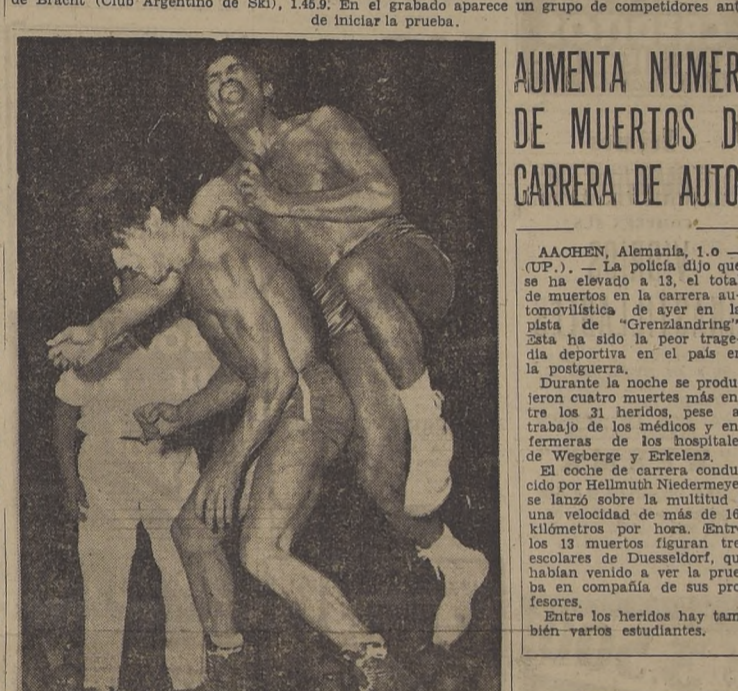 de Bracht (Club Argentino de Ski), 1.45.9. En el grabado aparece un grupo de competidores ant
de iniciar la prueba.
AUMENTA NUMER
DE MUERTOS D
CARRERA DE AUTO
AACHEN, Alemania, 1.o —
(UP.). — La policía dijo que
se ha elevado a 13, el tota
de muertos en la carrera au-
tomovilística de ayer en la
pista de "Grenzlandring"
Esta ha sido la peor trage-
dia deportiva en el país en
la postguerra.
Durante la noche se produ
jeron cuatro muertes más en
tre los 31 heridos, pese a
trabajo de los médicos y en
fermeras de los hospitale
de Wegberge y Erkelenz.
El coche de carrera condu
cido por Hellmuth Niedermeye
se lanzó sobre la multitud
una velocidad de más de 16
kilómetros por hora. (Entr
los 13 muertos figuran tre
escolares de Duesseldorf, qu
habían venido a ver la prue
ba en compañía de sus pro
fesores.
Entre los heridos hay tam
bién varios estudiantes.